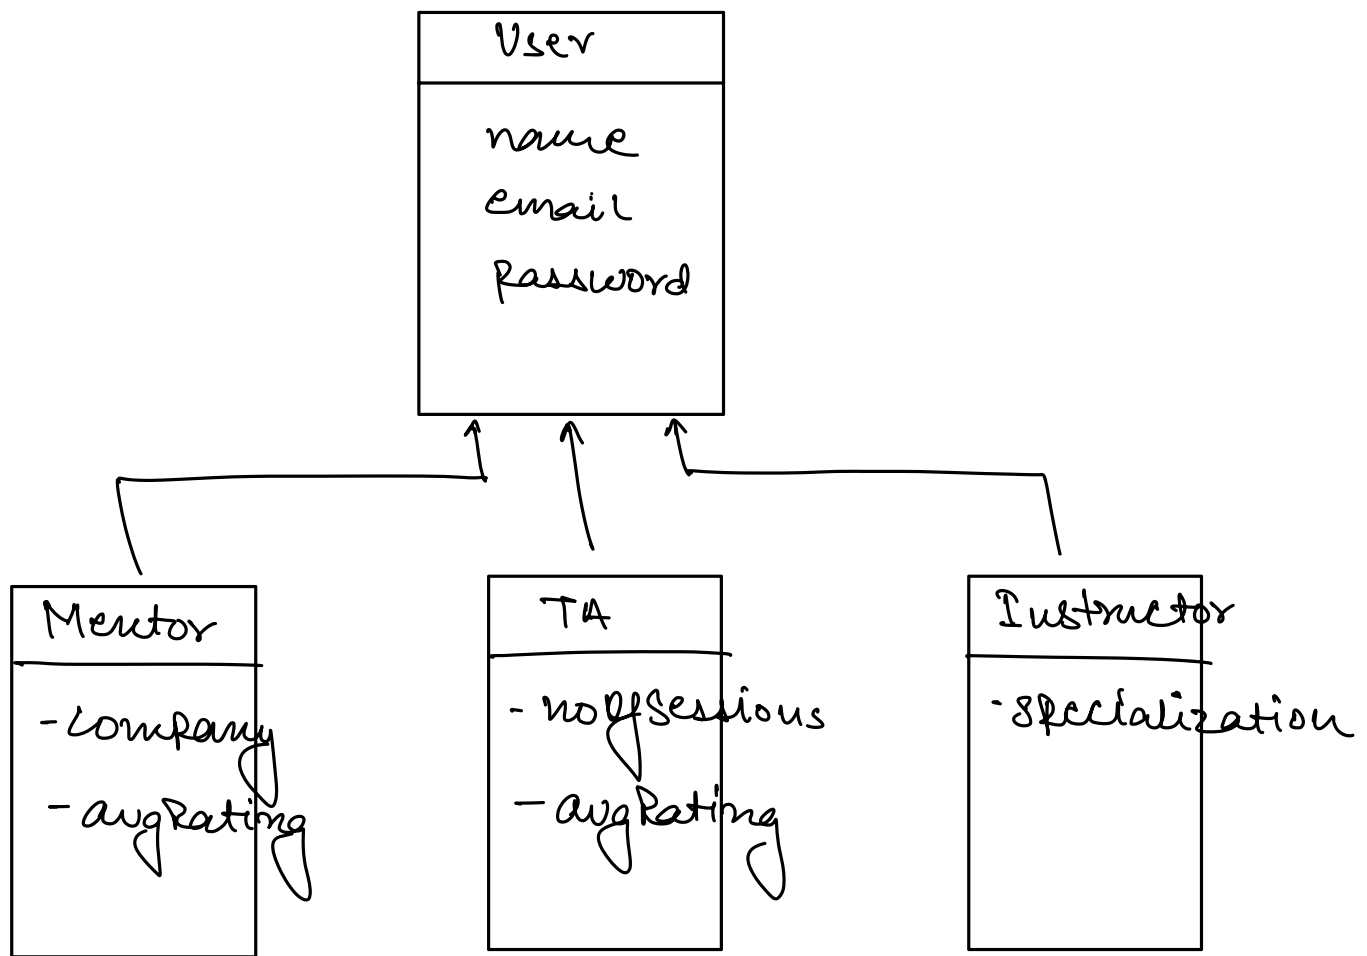 User
name
email
Password
Mentor
- company
- avgRating
TA
- noOfSessions
- avgRating
Instructor
- specialization